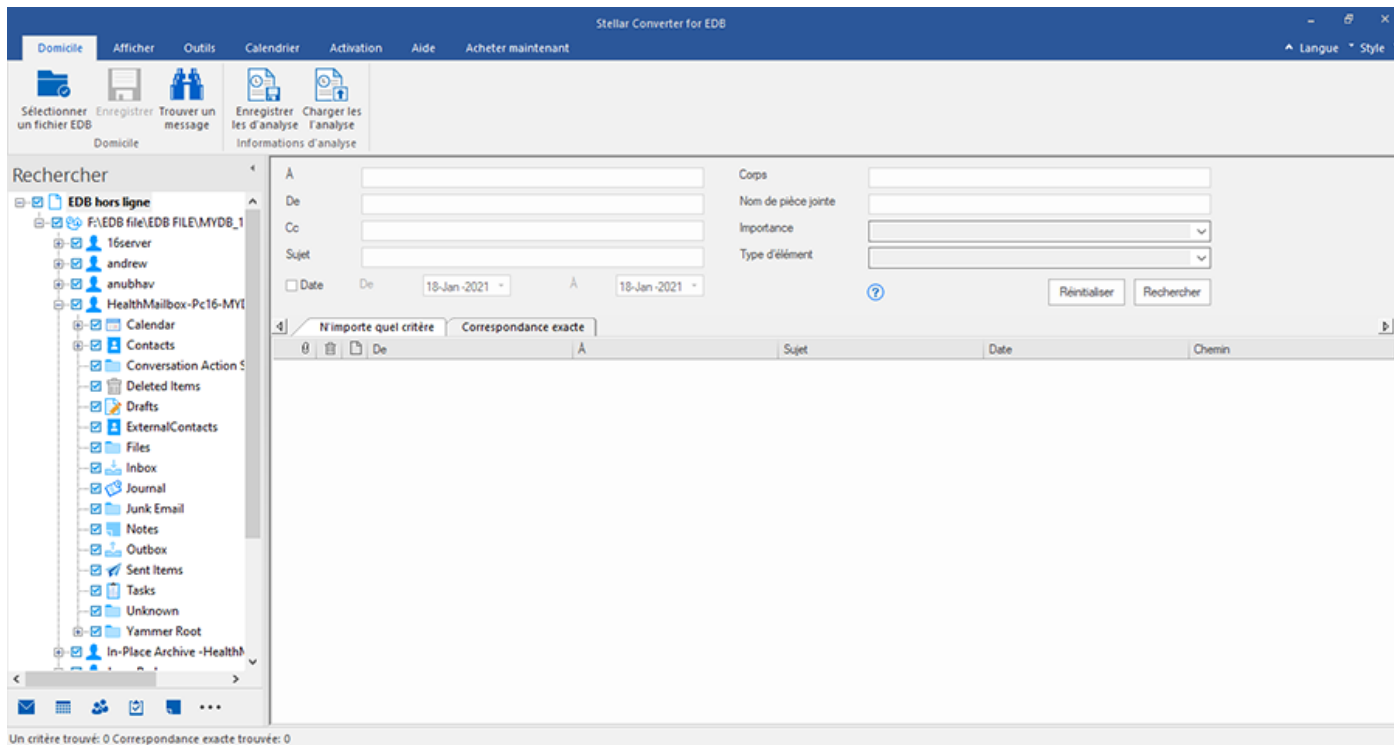 Stellar Converter for EDB
Domicile Afficher Outils Calendrier Activation Aide Acheter maintenant Langue Style
Sélectionner un fichier EDB
Enregistrer
Trouver un message
Enregistrer les d'analyse
Charger les l'analyse
Domicile
Informations d'analyse
Rechercher
EDB hors ligne
F:\EDB file\EDB FILE\MYDB_1
16server
andrew
anubhav
HealthMailbox-Pc16-MYD
Calendar
Contacts
Conversation Action S
Deleted Items
Drafts
ExternalContacts
Files
Inbox
Journal
Junk Email
Notes
Outbox
Sent Items
Tasks
Unknown
Yammer Root
In-Place Archive -HealthM
À
De
Cc
Sujet
Date De 18-Jan-2021 À 18-Jan-2021
Corps
Nom de pièce jointe
Importance
Type d'élément
? Réinitialiser Rechercher
N'importe quel critère Correspondance exacte
De À Sujet Date Chemin
Un critère trouvé: 0 Correspondance exacte trouvée: 0